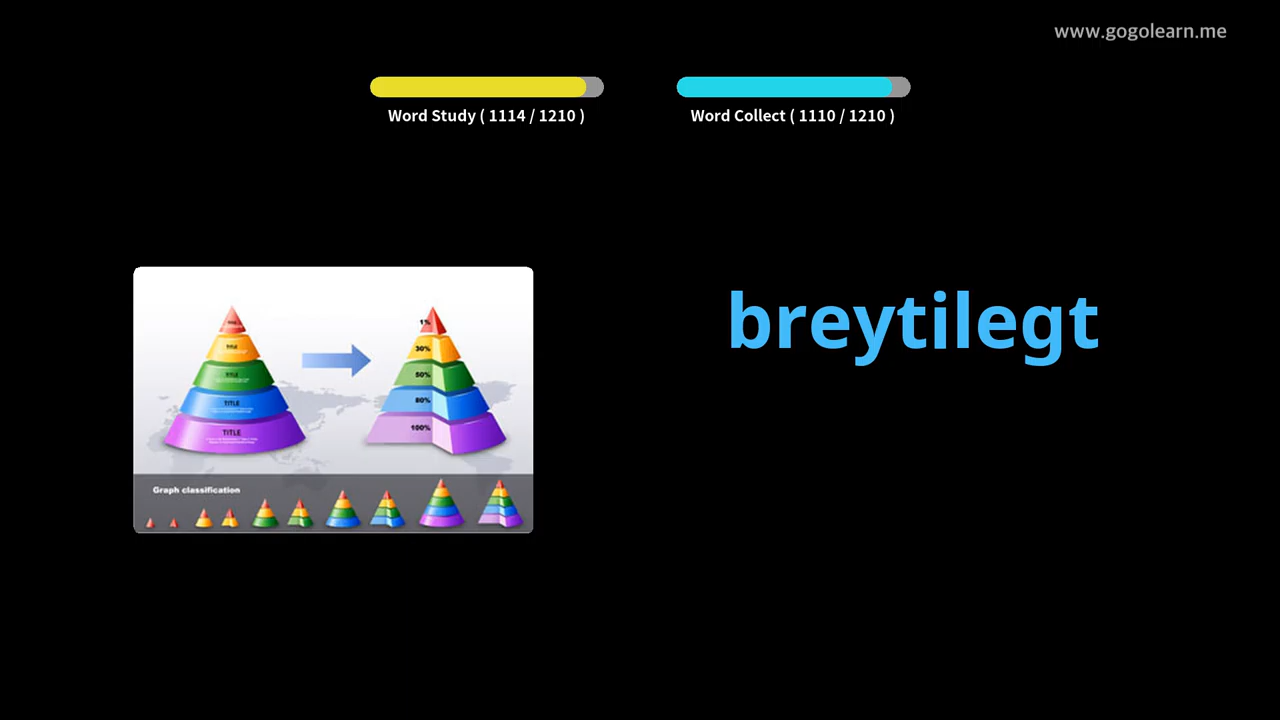 www.gogolearn.me
Word Study ( 1114 / 1210 )
Word Collect ( 1110 / 1210 )
breytilegt
1%
TITLE
30%
TITLE
50%
TITLE
80%
TITLE
100%
Graph classification